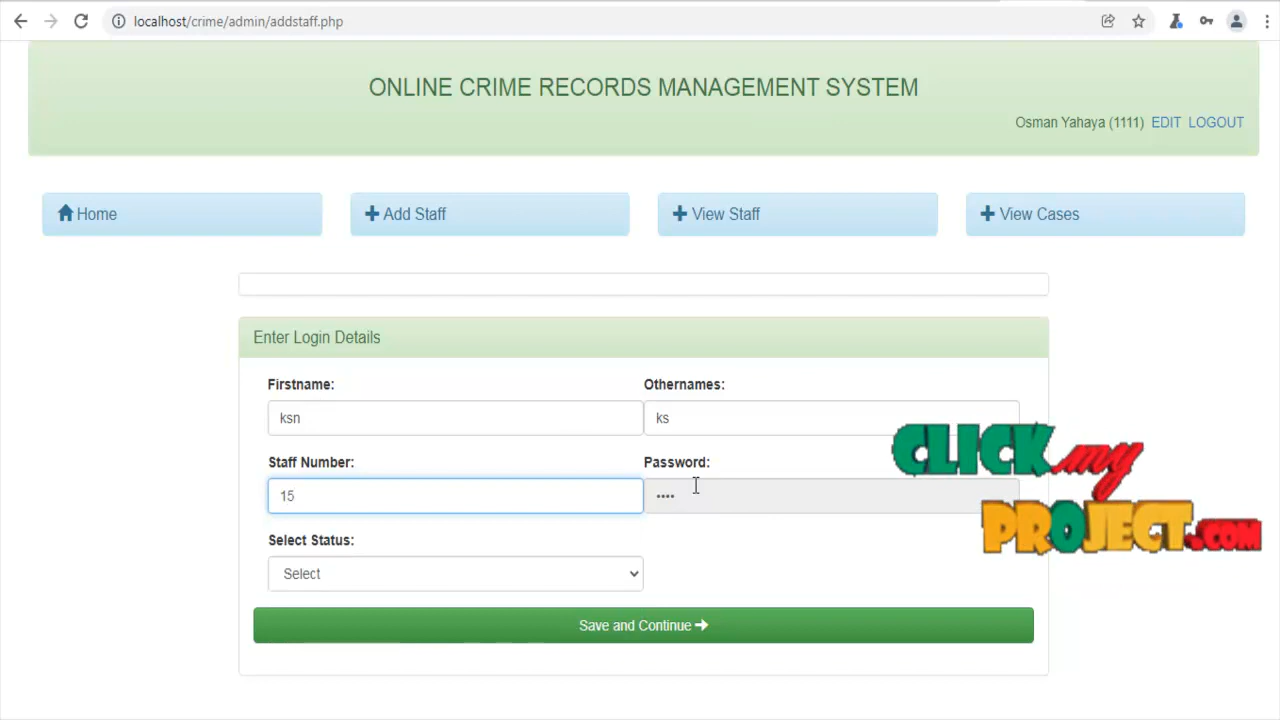 localhost/crime/admin/addstaff.php
ONLINE CRIME RECORDS MANAGEMENT SYSTEM
Osman Yahaya (1111) EDIT LOGOUT
Home
Add Staff
View Staff
View Cases
Enter Login Details
Firstname:
Othernames:
ksn
ks
Staff Number:
Password:
15
••••
Select Status:
Select
Save and Continue
CLICK my
PROJECT.COM